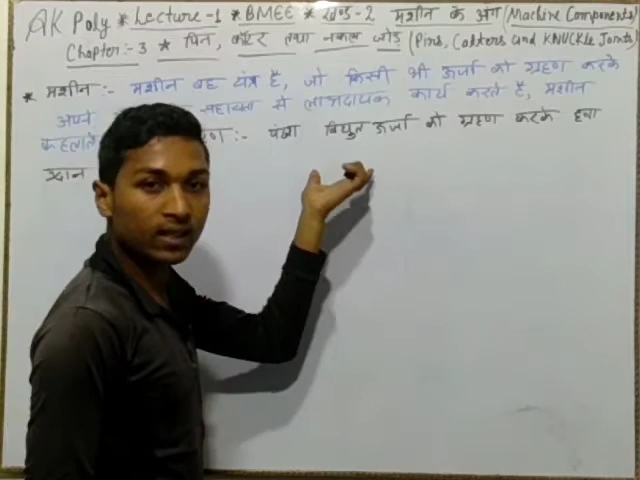 AK Poly * Lecture-1 * BMEE * खण्ड-2 मशीन के अंग (Machine Components)
Chapter:-3 * पिन, कॉटर तथा नकल जोड़ (Pins, Cotters and KNUCKLE Joints)
* मशीन :- मशीन वह यंत्र है, जो किसी भी ऊर्जा को ग्रहण करके
अपने सहायता से लाभदायक कार्य करते है, मशीन
कहलाते रण:- पंखा विद्युत ऊर्जा को ग्रहण करके हवा
प्रदान